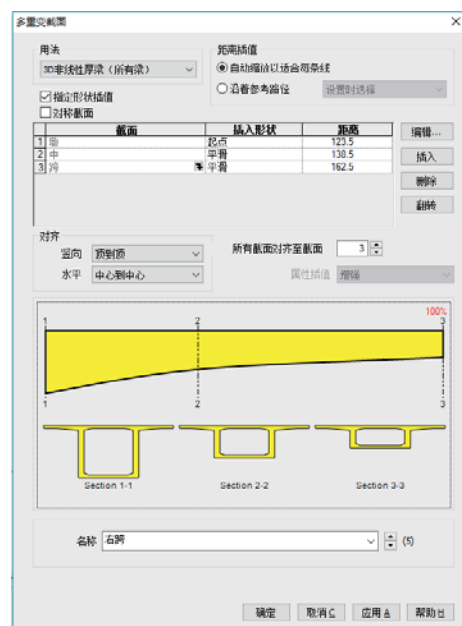 多重变截面
用法
3D非线性厚梁（所有梁）
距离插值
自动缩放以适合每条线
沿着参考路径 设置时选择
指定形状插值
对称截面
截面 插入形状 距离
1 起点 123.5
2 中 平滑 138.5
3 跨 平滑 162.5
编辑...
插入
删除
翻转
对齐
竖向 顶到顶
水平 中心到中心
所有截面对齐至截面 3
属性插值 增强
100%
1 2 3
1 2 3
Section 1-1 Section 2-2 Section 3-3
名称 右跨 (5)
确定 取消C 应用A 帮助H